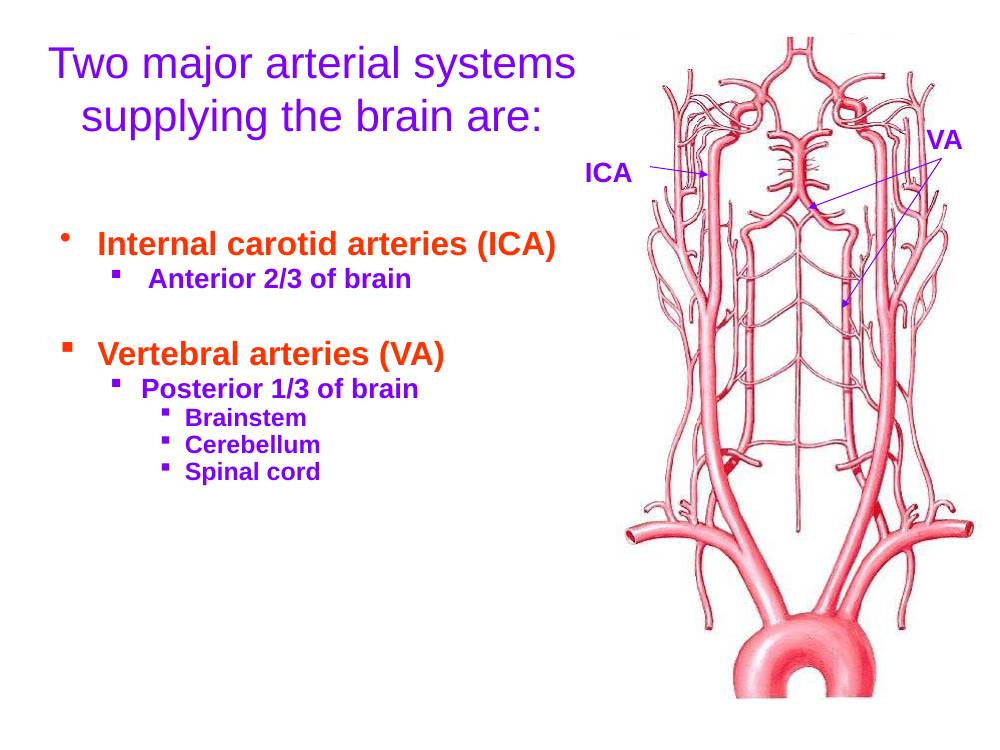 Two major arterial systems
supplying the brain are:
VA
ICA
• Internal carotid arteries (ICA)
▪ Anterior 2/3 of brain
▪ Vertebral arteries (VA)
▪ Posterior 1/3 of brain
▪ Brainstem
▪ Cerebellum
▪ Spinal cord